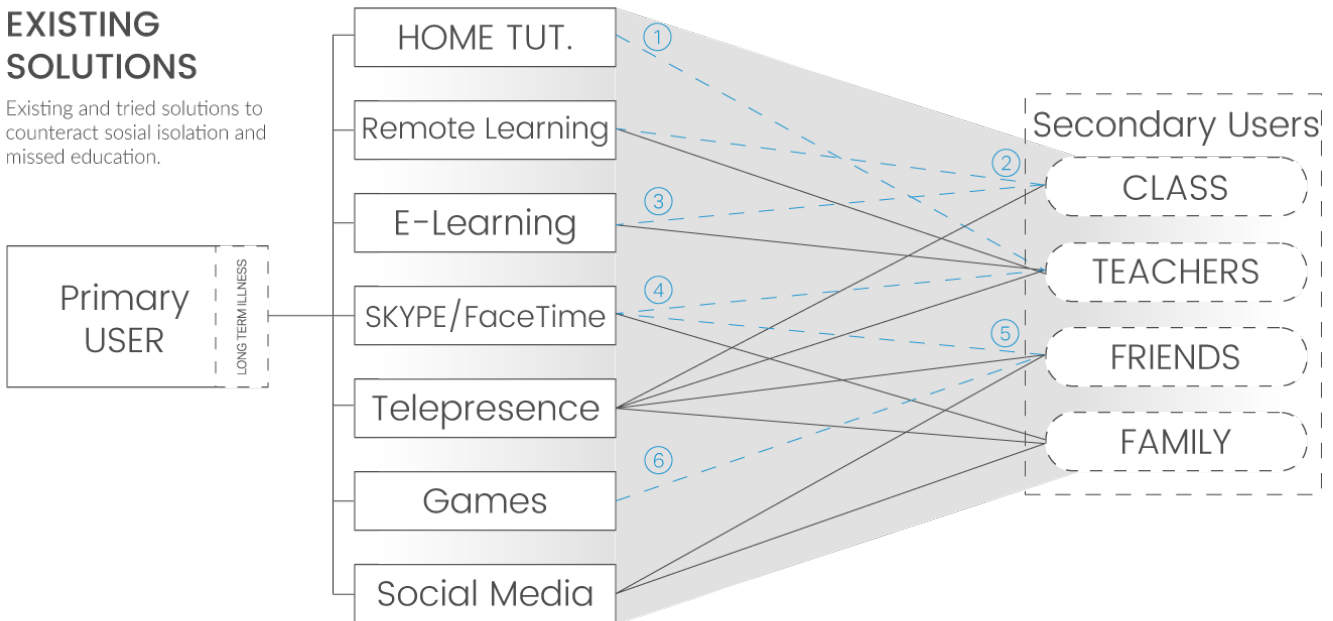 EXISTING
SOLUTIONS
Existing and tried solutions to
counteract sosial isolation and
missed education.
Primary
USER
LONG TERM ILLNESS
HOME TUT.
Remote Learning
E-Learning
SKYPE/FaceTime
Telepresence
Games
Social Media
1
2
3
4
5
6
Secondary Users
CLASS
TEACHERS
FRIENDS
FAMILY